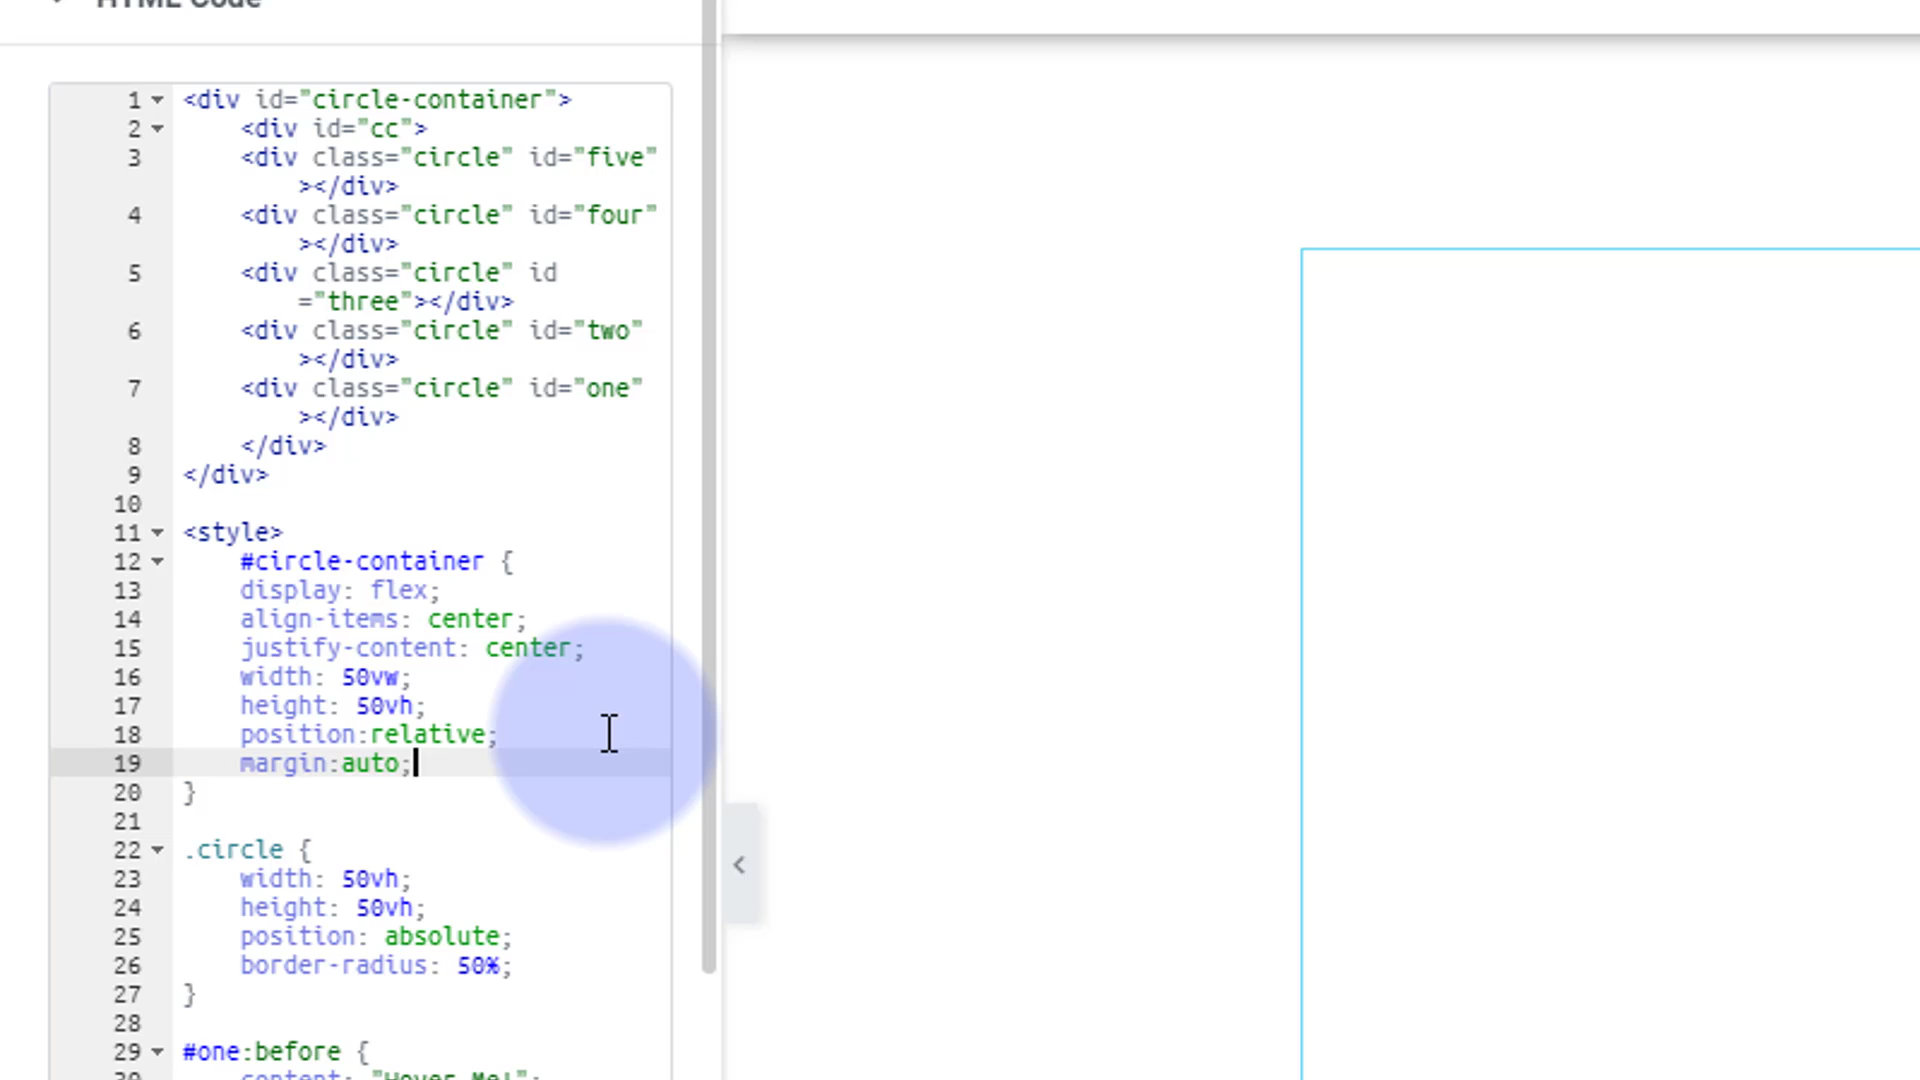 HTML Code
1 <div id="circle-container">
2 <div id="cc">
3 <div class="circle" id="five"
></div>
4 <div class="circle" id="four"
></div>
5 <div class="circle" id
="three"></div>
6 <div class="circle" id="two"
></div>
7 <div class="circle" id="one"
></div>
8 </div>
9 </div>
10
11 <style>
12 #circle-container {
13 display: flex;
14 align-items: center;
15 justify-content: center;
16 width: 50vw;
17 height: 50vh;
18 position:relative;
19 margin:auto;
20 }
21
22 .circle {
23 width: 50vh;
24 height: 50vh;
25 position: absolute;
26 border-radius: 50%;
27 }
28
29 #one:before {
30 content: "Hover Me!";